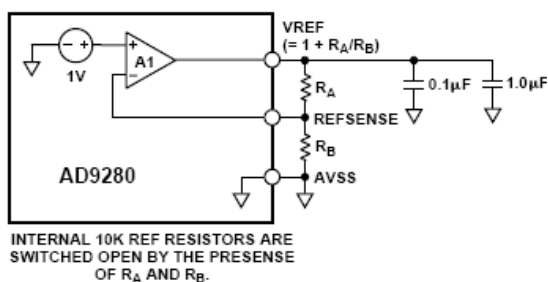 VREF
(= 1 + RA/RB)
- +
1V
+
A1
-
RA
0.1µF
1.0µF
REFSENSE
RB
AD9280
AVSS
INTERNAL 10K REF RESISTORS ARE
SWITCHED OPEN BY THE PRESENSE
OF RA AND RB.